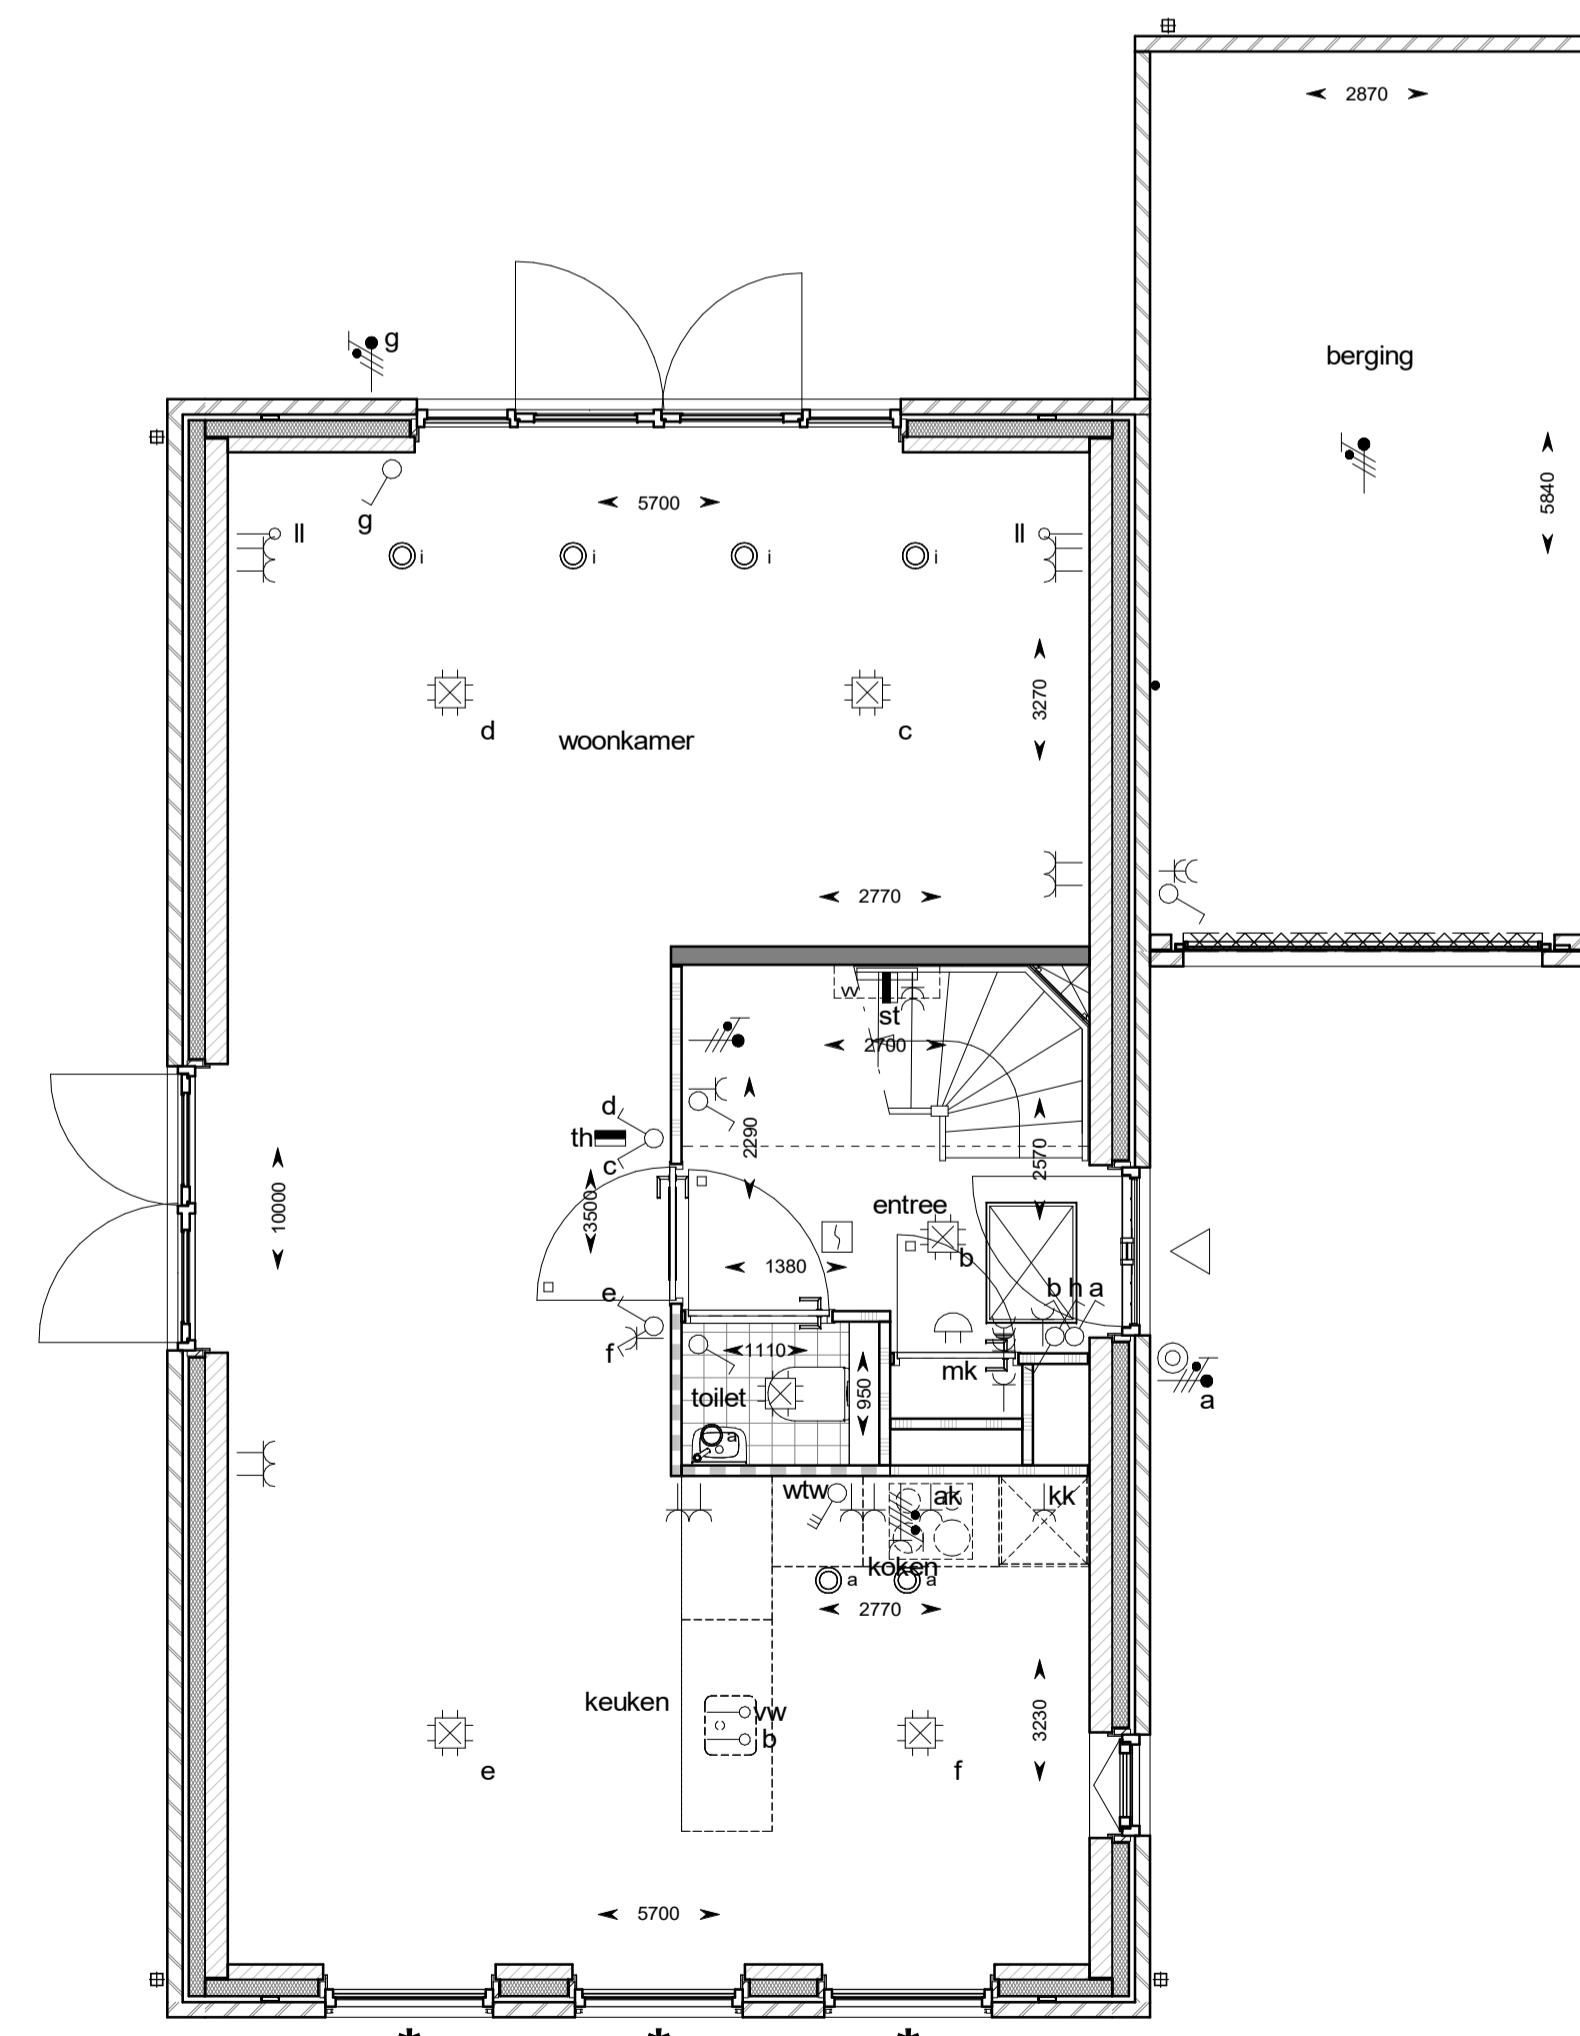 2870
g
berging
5840
5700
g
ll
ll
i
i
i
i
3270
d
c
woonkamer
2770
vv
st
2700
d
th
c
2290
2570
3500
10000
entree
b
1380
e
f
b h a
1110
mk
toilet
950
a
a
wtw
ak
kk
koken
a
a
2770
keuken
vw
b
3230
e
f
5700
*
*
*